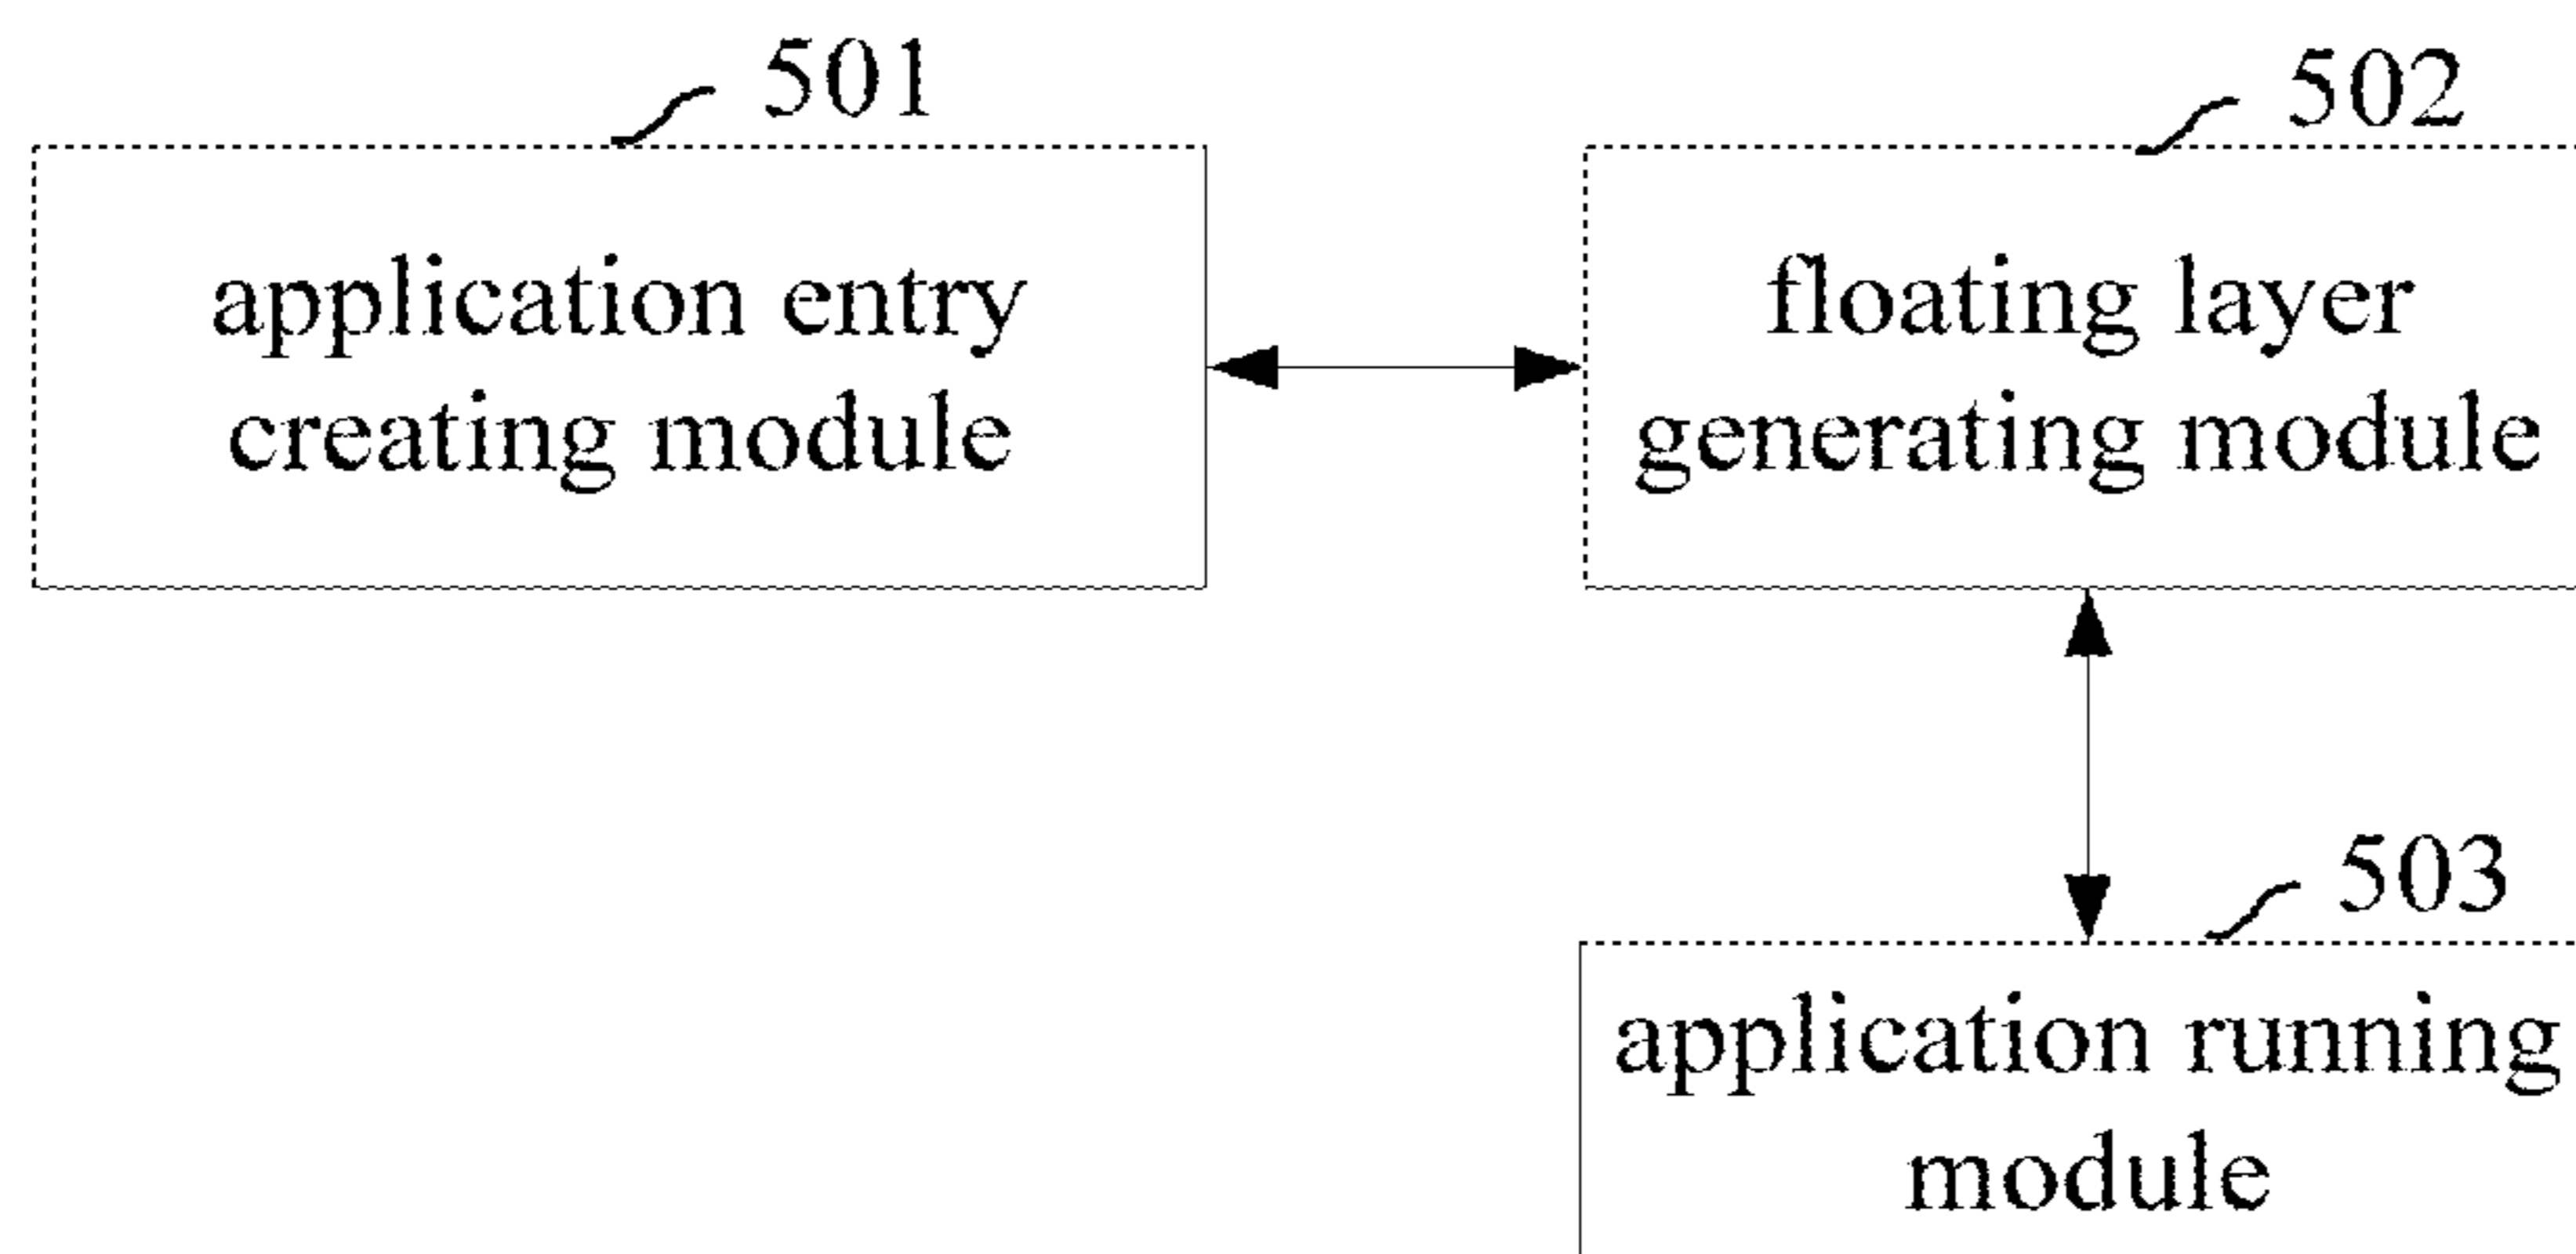 501
application entry
creating module
502
floating layer
generating module
503
application running
module